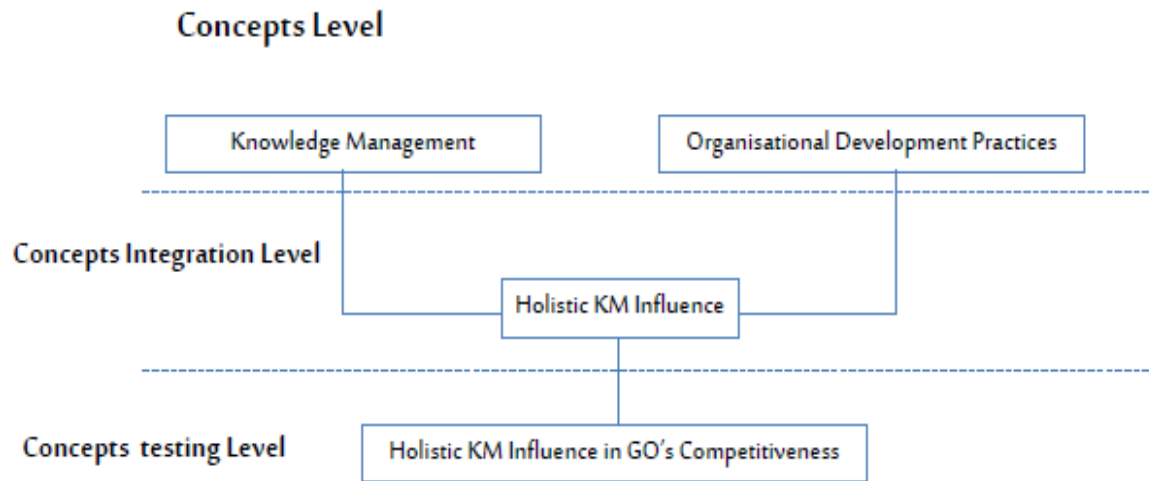 Concepts Level
Knowledge Management
Organisational Development Practices
Concepts Integration Level
Holistic KM Influence
Concepts testing Level
Holistic KM Influence in GO's Competitiveness